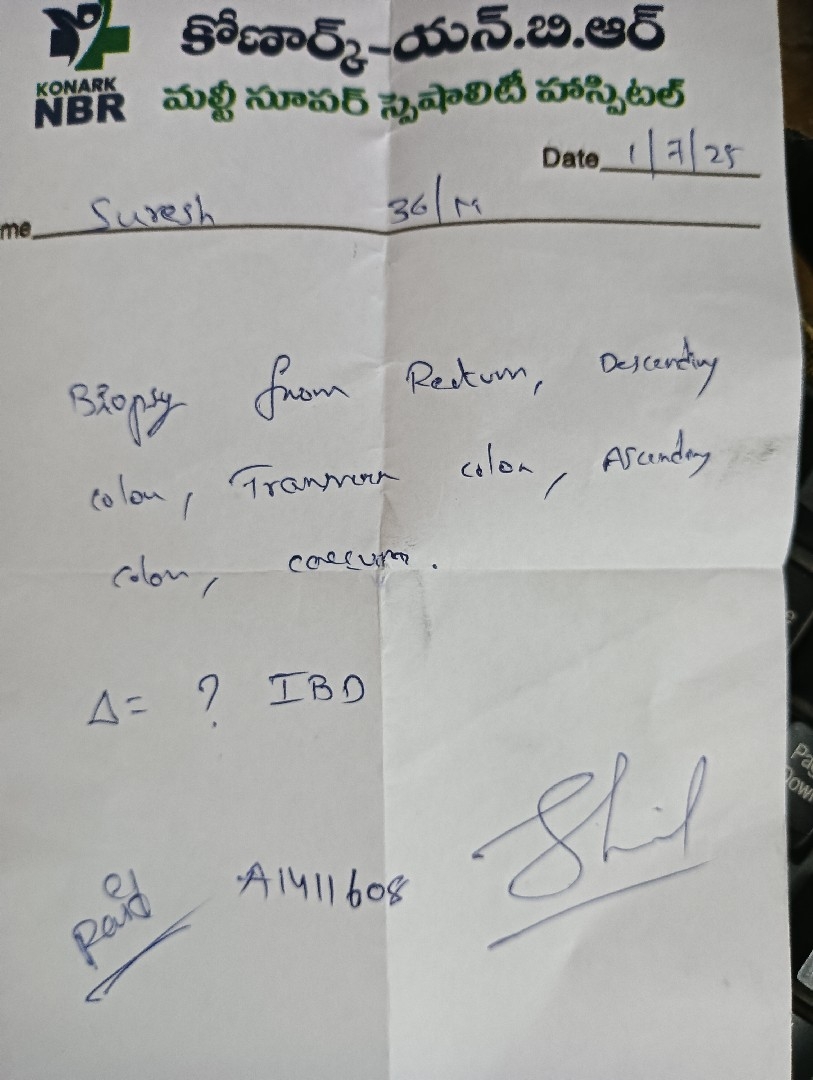 కోణార్క్-యన్.బి.ఆర్
KONARK
NBR
మల్టీ సూపర్ స్పెషాలిటీ హాస్పిటల్
Date 1/7/25
me Suresh 36/M
Biopsy from Rectum, Descending
colon, Transverse colon, Ascending
colon, caecum.
Δ= ? IBD
A1411608
Paid